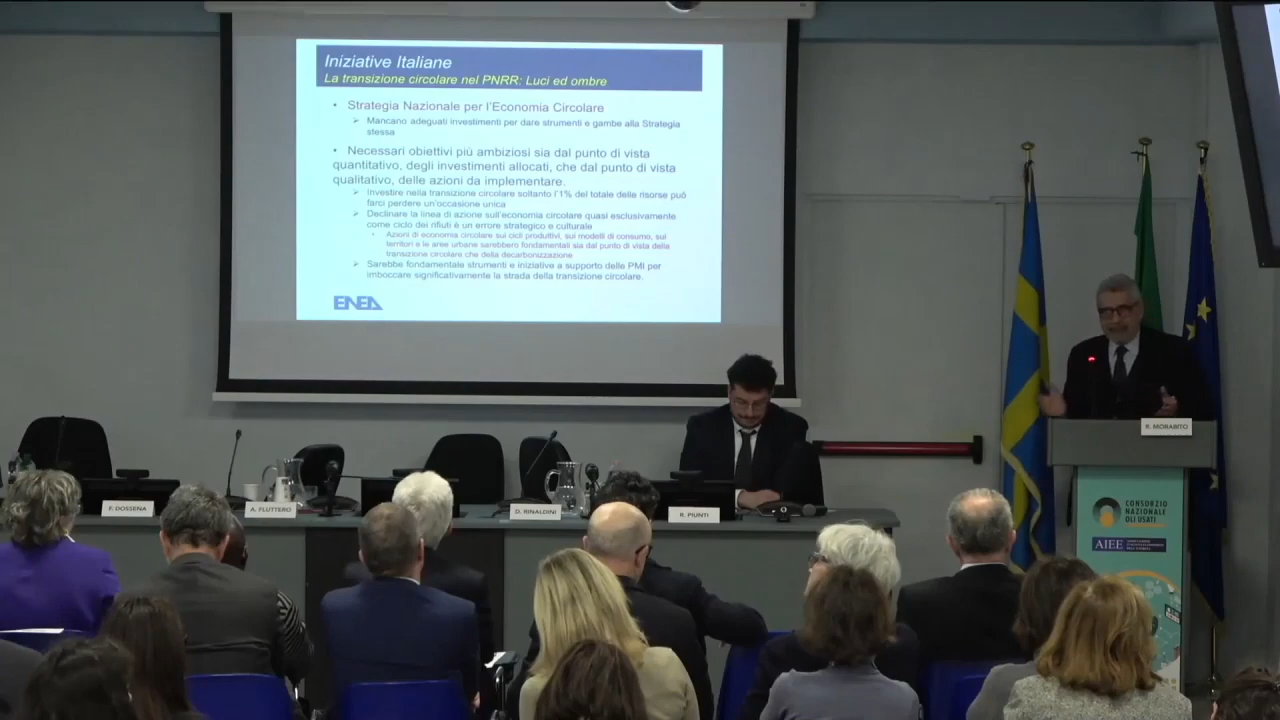 Iniziative Italiane
La transizione circolare nel PNRR: Luci ed ombre
• Strategia Nazionale per l'Economia Circolare
➢ Mancano adeguati investimenti per dare strumenti e gambe alla Strategia
stessa
• Necessari obiettivi più ambiziosi sia dal punto di vista
quantitativo, degli investimenti allocati, che dal punto di vista
qualitativo, delle azioni da implementare.
➢ Investire nella transizione circolare soltanto l'1% del totale delle risorse può
farci perdere un'occasione unica
➢ Declinare la linea di azione sull'economia circolare quasi esclusivamente
come ciclo dei rifiuti è un errore strategico e culturale
• Azioni di economia circolare sui cicli produttivi, sui modelli di consumo, sui
territori e le aree urbane sarebbero fondamentali sia dal punto di vista della
transizione circolare che della decarbonizzazione
➢ Sarebbe fondamentale strumenti e iniziative a supporto delle PMI per
imboccare significativamente la strada della transizione circolare.
ENEA
R. MORABITO
F. DOSSENA
A. FLUTTERO
D. RINALDINI
R. PIUNTI
CONSORZIO
NAZIONALE
OLI USATI
AIEE